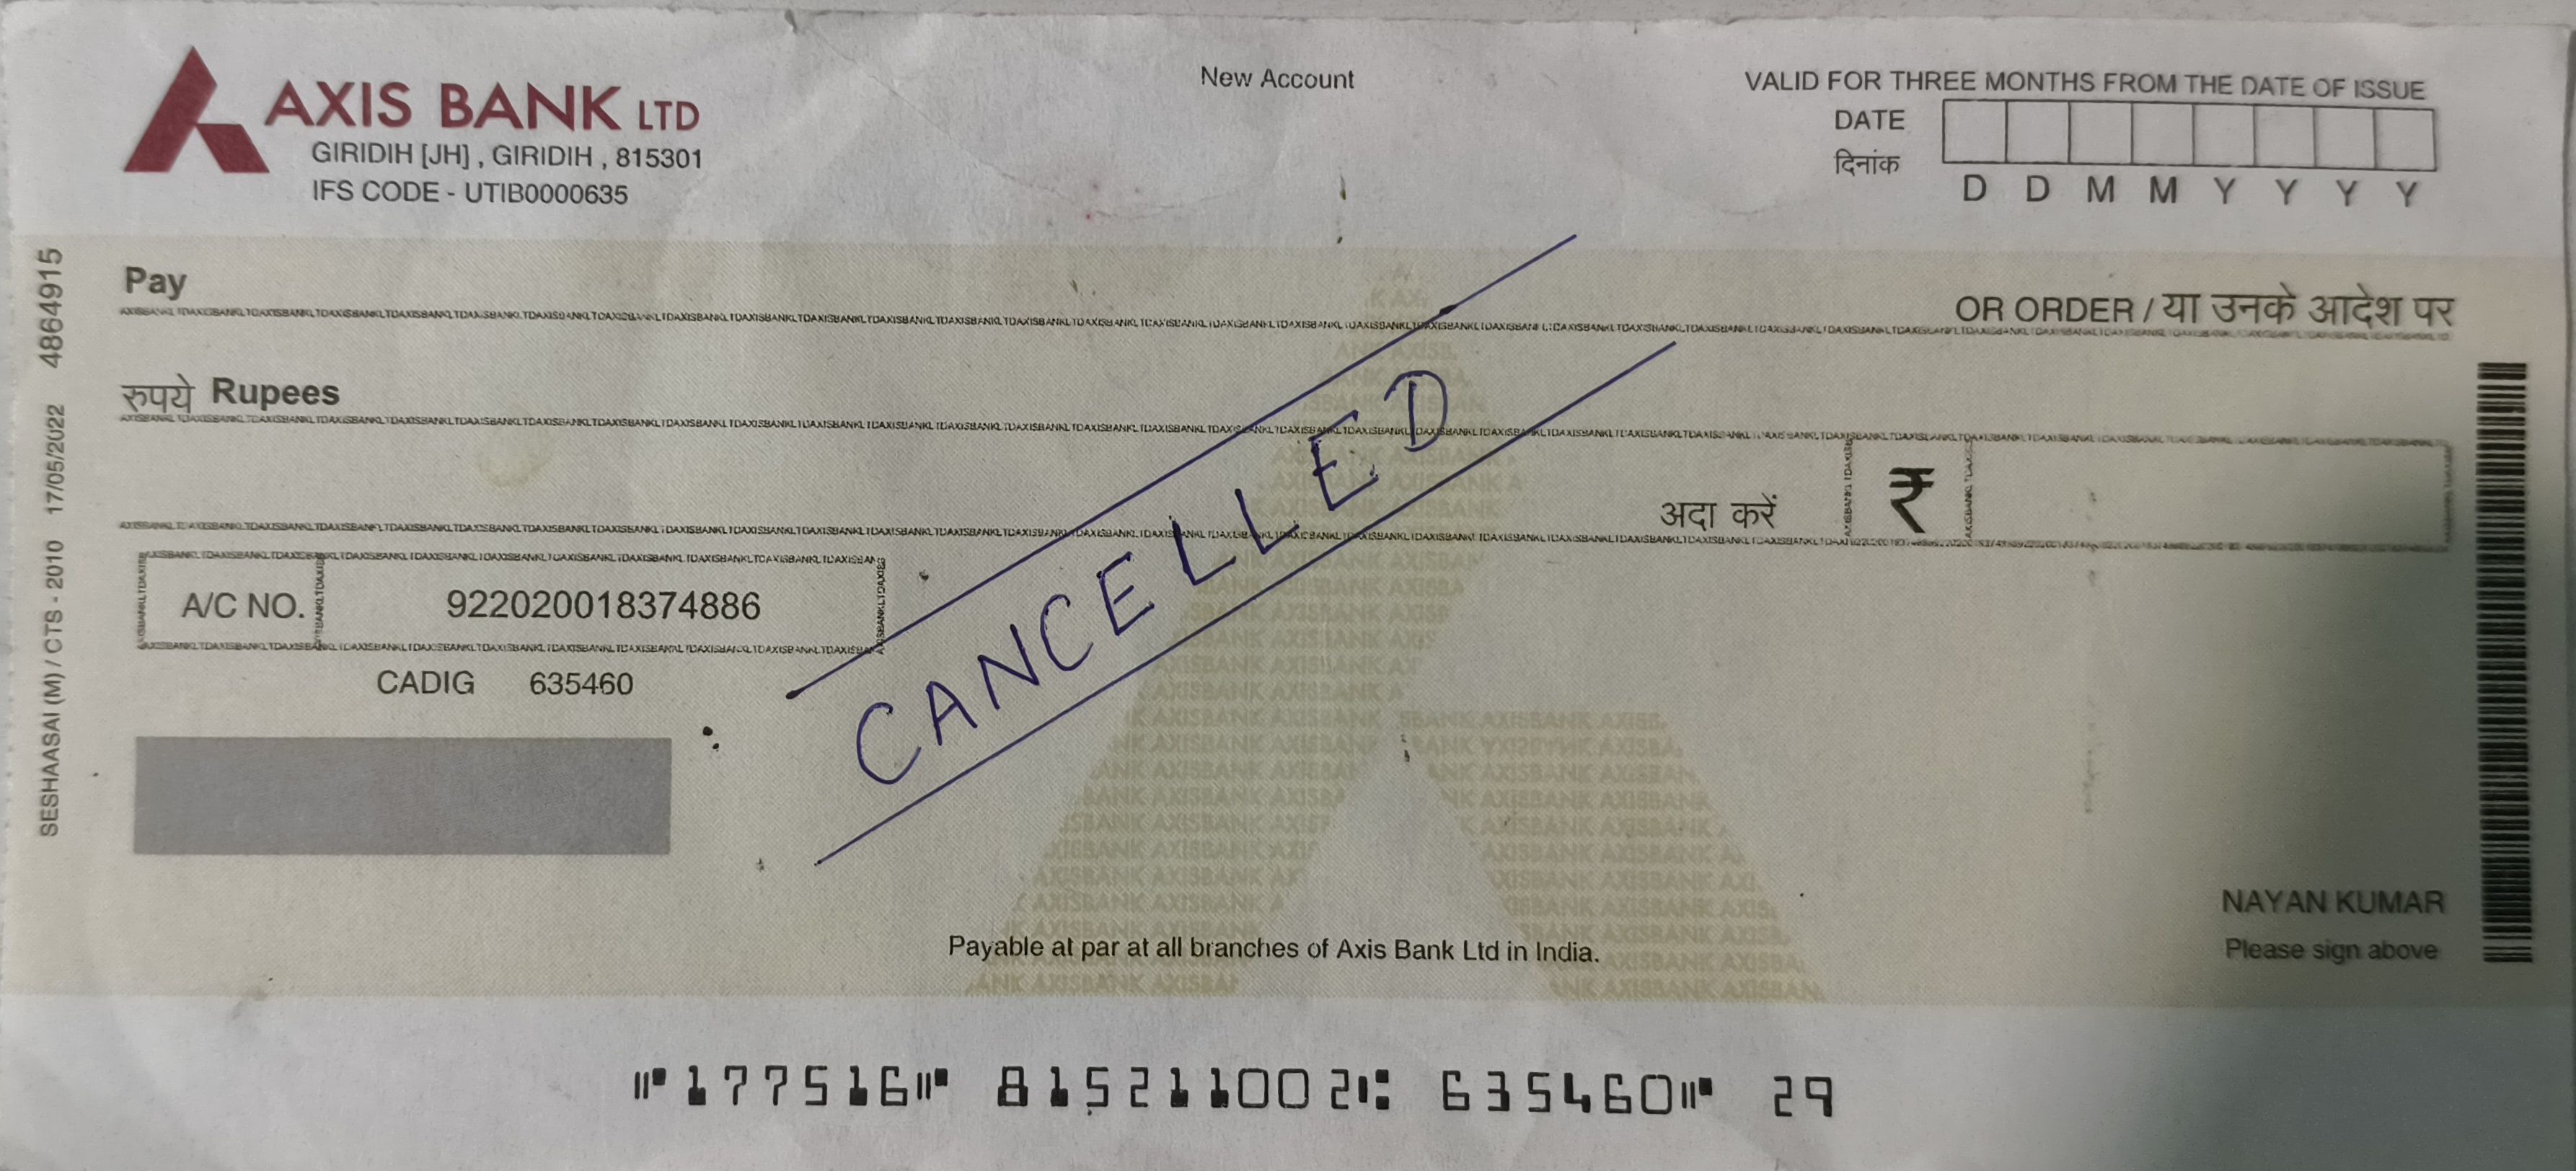 AXIS BANK LTD
GIRIDIH [JH] , GIRIDIH , 815301
IFS CODE - UTIB0000635
New Account
VALID FOR THREE MONTHS FROM THE DATE OF ISSUE
DATE
दिनांक
D D M M Y Y Y Y
Pay
OR ORDER / या उनके आदेश पर
रुपये Rupees
अदा करें ₹
A/C NO. 922020018374886
CADIG 635460
CANCELLED
SESHAASAI (M) / CTS - 2010 17/05/2022 4864915
NAYAN KUMAR
Please sign above
Payable at par at all branches of Axis Bank Ltd in India.
⑈177516⑈ 815211002⑆ 635460⑈ 29